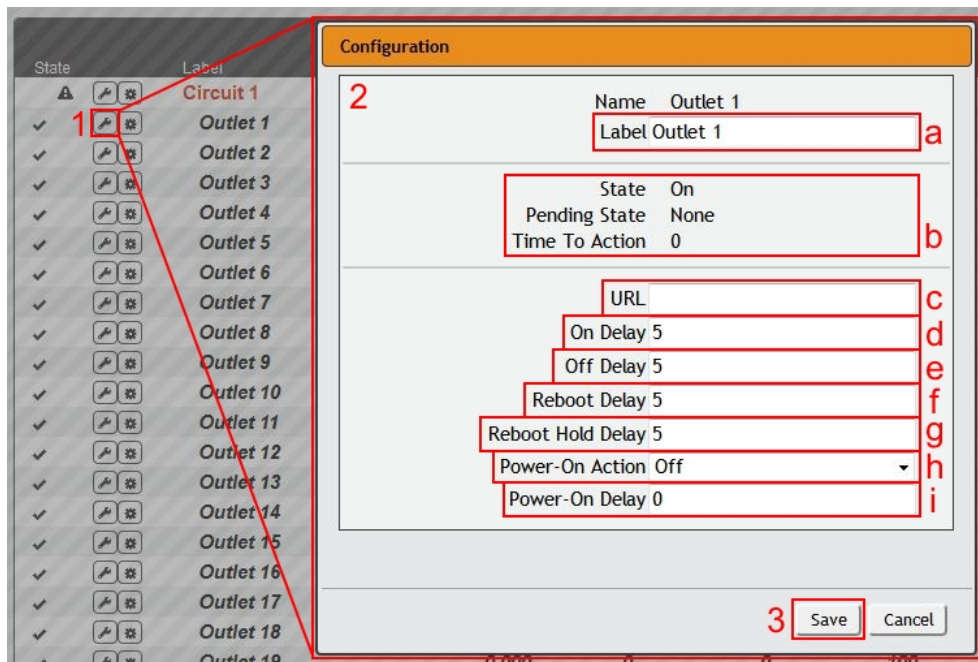 State Label
Circuit 1
1 Outlet 1
Outlet 2
Outlet 3
Outlet 4
Outlet 5
Outlet 6
Outlet 7
Outlet 8
Outlet 9
Outlet 10
Outlet 11
Outlet 12
Outlet 13
Outlet 14
Outlet 15
Outlet 16
Outlet 17
Outlet 18
Outlet 19
Configuration
2
Name Outlet 1
Label Outlet 1 a
State On
Pending State None
Time To Action 0 b
URL c
On Delay 5 d
Off Delay 5 e
Reboot Delay 5 f
Reboot Hold Delay 5 g
Power-On Action Off h
Power-On Delay 0 i
3 Save Cancel